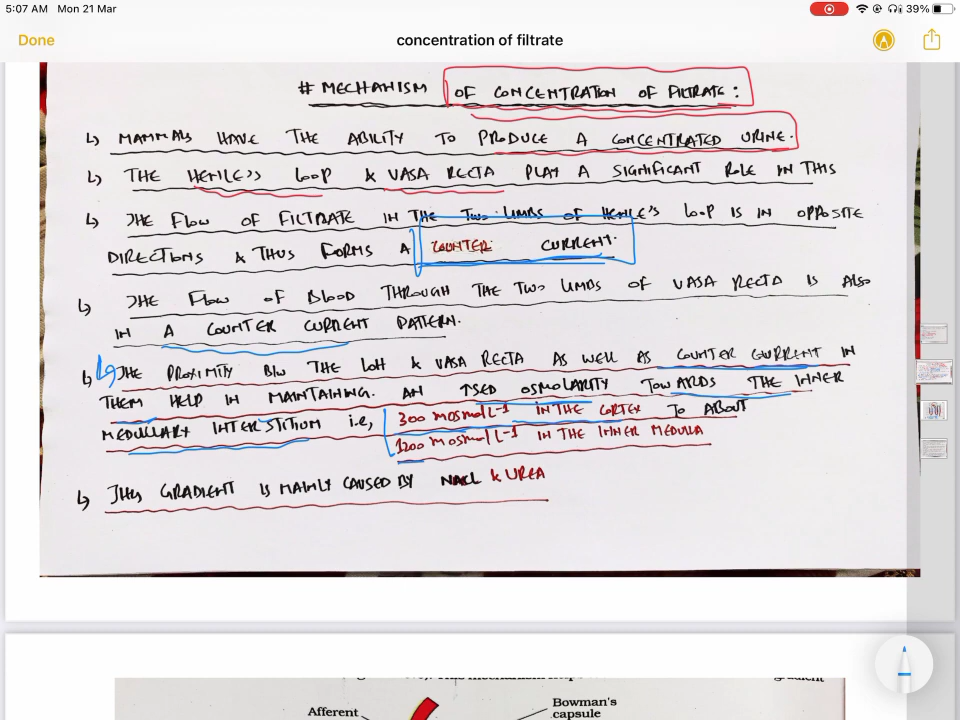 5:07 AM Mon 21 Mar
39%
Done
concentration of filtrate
# MECHANISM OF CONCENTRATION OF FILTRATE:
↳ MAMMALS HAVE THE ABILITY TO PRODUCE A CONCENTRATED URINE.
↳ THE HENLE'S LOOP & VASA RECTA PLAY A SIGNIFICANT ROLE IN THIS
↳ THE FLOW OF FILTRATE IN THE TWO LIMBS OF HENLE'S LOOP IS IN OPPOSITE
DIRECTIONS & THUS FORMS A COUNTER CURRENT.
↳ THE FLOW OF BLOOD THROUGH THE TWO LIMBS OF VASA RECTA IS ALSO
IN A COUNTER CURRENT PATTERN.
↳ THE PROXIMITY B/W THE LOH & VASA RECTA AS WELL AS COUNTER CURRENT IN
THEM HELP IN MAINTAINING. AN ↑SED OSMOLARITY TOWARDS THE INNER
MEDULLARY INTERSTITIUM i.e, 300 mosmolL-1 IN THE CORTEX TO ABOUT
1200 mosmolL-1 IN THE INNER MEDULLA
↳ THIS GRADIENT IS MAINLY CAUSED BY NACL & UREA
gradient
Afferent
Bowman's
capsule